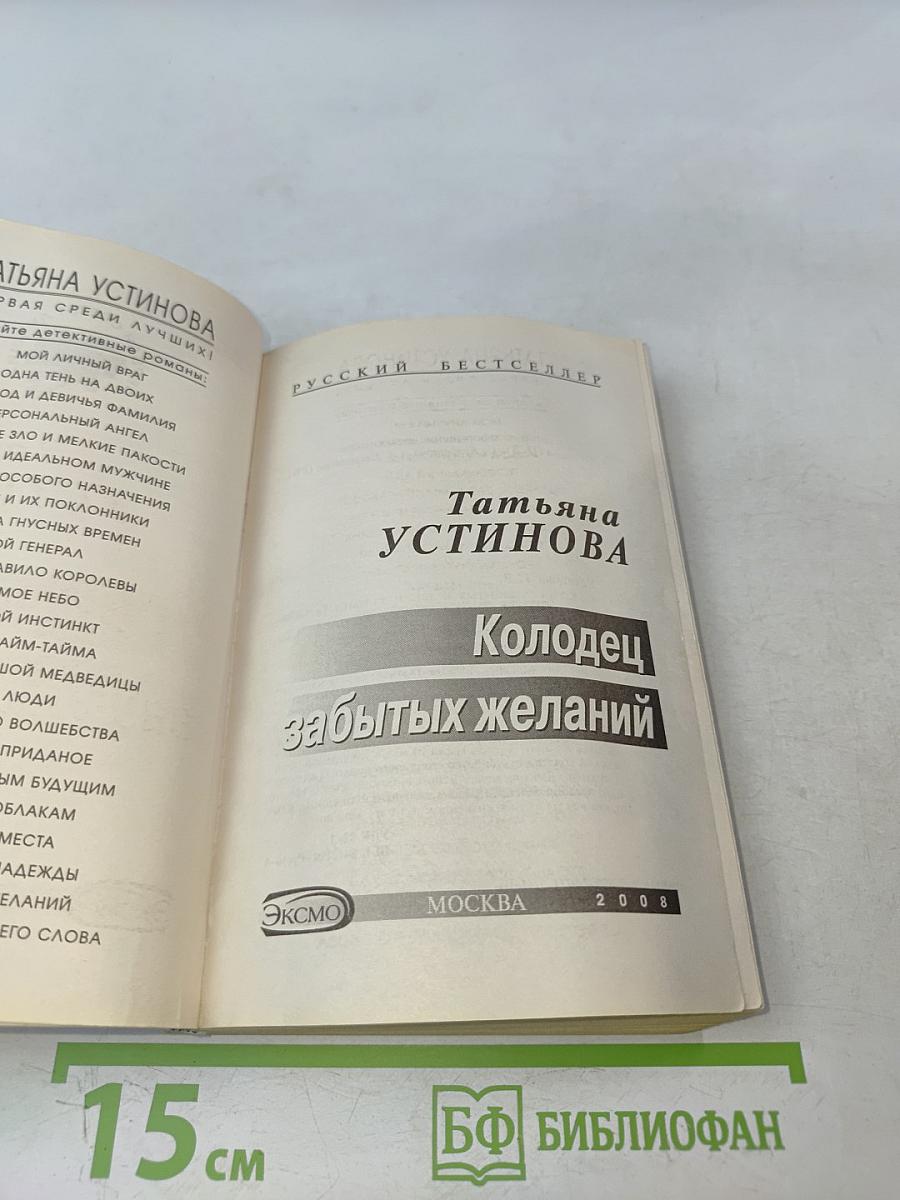 АТЬЯНА УСТИНОВА
РВАЯ СРЕДИ ЛУЧШИХ!
йте детективные романы:
МОЙ ЛИЧНЫЙ ВРАГ
ОДНА ТЕНЬ НА ДВОИХ
ОД И ДЕВИЧЬЯ ФАМИЛИЯ
ЕРСОНАЛЬНЫЙ АНГЕЛ
Е ЗЛО И МЕЛКИЕ ПАКОСТИ
ИДЕАЛЬНОМ МУЖЧИНЕ
ОСОБОГО НАЗНАЧЕНИЯ
И ИХ ПОКЛОННИКИ
А ГНУСНЫХ ВРЕМЕН
ОЙ ГЕНЕРАЛ
АВИЛО КОРОЛЕВЫ
МОЕ НЕБО
ОЙ ИНСТИНКТ
АЙМ-ТАЙМА
ШОЙ МЕДВЕДИЦЫ
ЛЮДИ
О ВОЛШЕБСТВА
ПРИДАНОЕ
ЫМ БУДУЩИМ
ОБЛАКАМ
МЕСТА
НАДЕЖДЫ
ЕЛАНИЙ
ЕГО СЛОВА
РУССКИЙ БЕСТСЕЛЛЕР
Татьяна
УСТИНОВА
Колодец
забытых желаний
ЭКСМО МОСКВА 2008
15 см
БФ БИБЛИОФАН